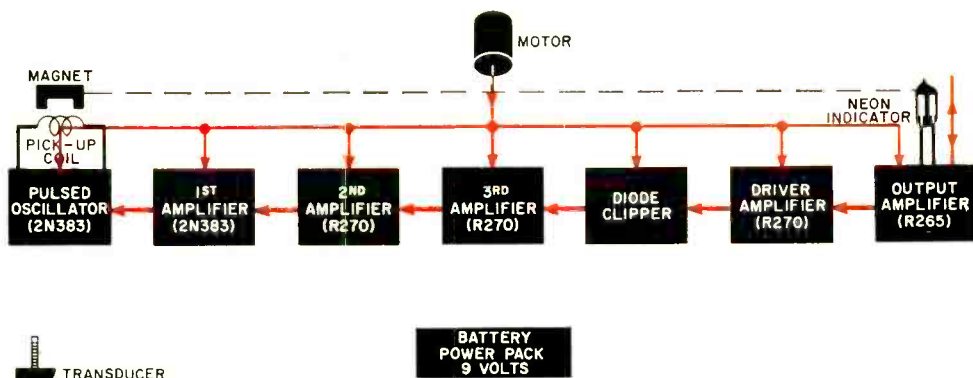 MOTOR
MAGNET
NEON
INDICATOR
PICK-UP
COIL
PULSED
OSCILLATOR
(2N383)
1ST
AMPLIFIER
(2N383)
2ND
AMPLIFIER
(R270)
3RD
AMPLIFIER
(R270)
DIODE
CLIPPER
DRIVER
AMPLIFIER
(R270)
OUTPUT
AMPLIFIER
(R265)
BATTERY
POWER PACK
9 VOLTS
TRANSDUCER